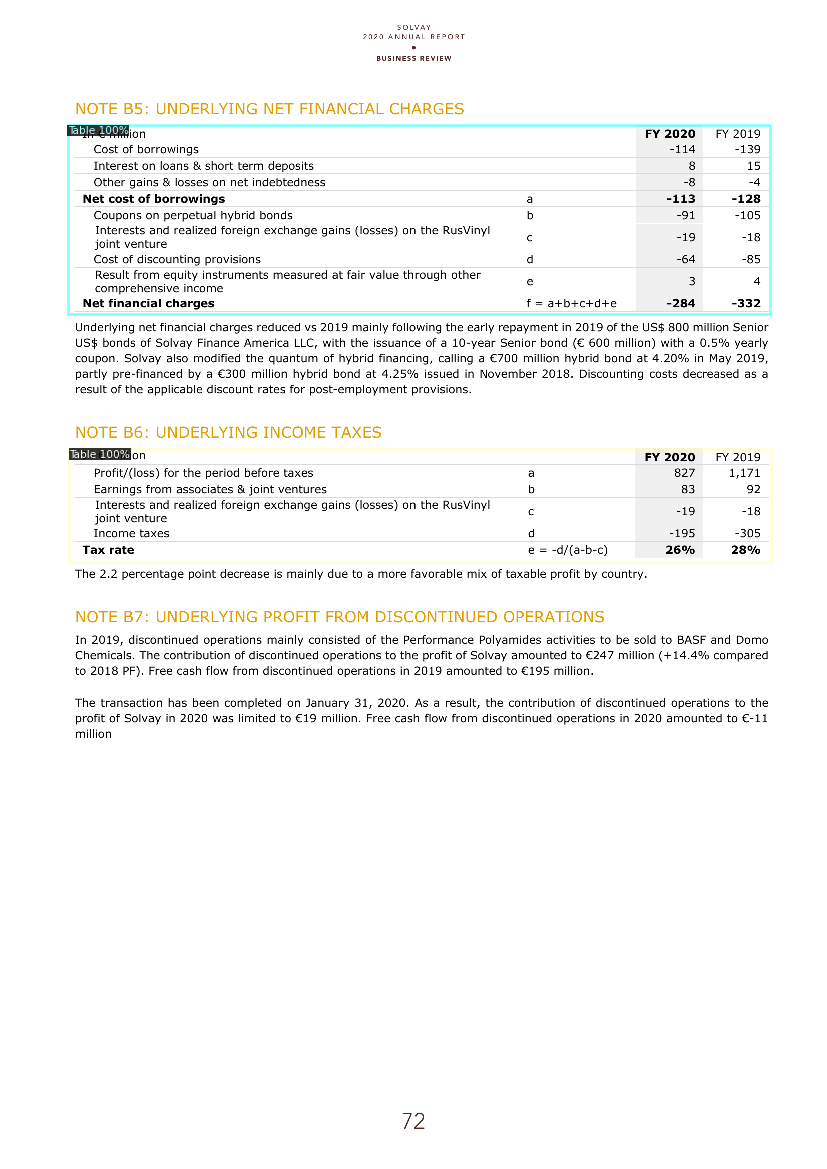 SOLVAY
2020 ANNUAL REPORT
BUSINESS REVIEW
NOTE B5: UNDERLYING NET FINANCIAL CHARGES
Table 100%
FY 2020 FY 2019
Cost of borrowings -114 -139
Interest on loans & short term deposits 8 15
Other gains & losses on net indebtedness -8 -4
Net cost of borrowings a -113 -128
Coupons on perpetual hybrid bonds b -91 -105
Interests and realized foreign exchange gains (losses) on the RusVinyl
joint venture c -19 -18
Cost of discounting provisions d -64 -85
Result from equity instruments measured at fair value through other
comprehensive income e 3 4
Net financial charges f = a+b+c+d+e -284 -332
Underlying net financial charges reduced vs 2019 mainly following the early repayment in 2019 of the US$ 800 million Senior
US$ bonds of Solvay Finance America LLC, with the issuance of a 10-year Senior bond (€ 600 million) with a 0.5% yearly
coupon. Solvay also modified the quantum of hybrid financing, calling a €700 million hybrid bond at 4.20% in May 2019,
partly pre-financed by a €300 million hybrid bond at 4.25% issued in November 2018. Discounting costs decreased as a
result of the applicable discount rates for post-employment provisions.
NOTE B6: UNDERLYING INCOME TAXES
Table 100%
FY 2020 FY 2019
Profit/(loss) for the period before taxes a 827 1,171
Earnings from associates & joint ventures b 83 92
Interests and realized foreign exchange gains (losses) on the RusVinyl
joint venture c -19 -18
Income taxes d -195 -305
Tax rate e = -d/(a-b-c) 26% 28%
The 2.2 percentage point decrease is mainly due to a more favorable mix of taxable profit by country.
NOTE B7: UNDERLYING PROFIT FROM DISCONTINUED OPERATIONS
In 2019, discontinued operations mainly consisted of the Performance Polyamides activities to be sold to BASF and Domo
Chemicals. The contribution of discontinued operations to the profit of Solvay amounted to €247 million (+14.4% compared
to 2018 PF). Free cash flow from discontinued operations in 2019 amounted to €195 million.
The transaction has been completed on January 31, 2020. As a result, the contribution of discontinued operations to the
profit of Solvay in 2020 was limited to €19 million. Free cash flow from discontinued operations in 2020 amounted to €-11
million
72